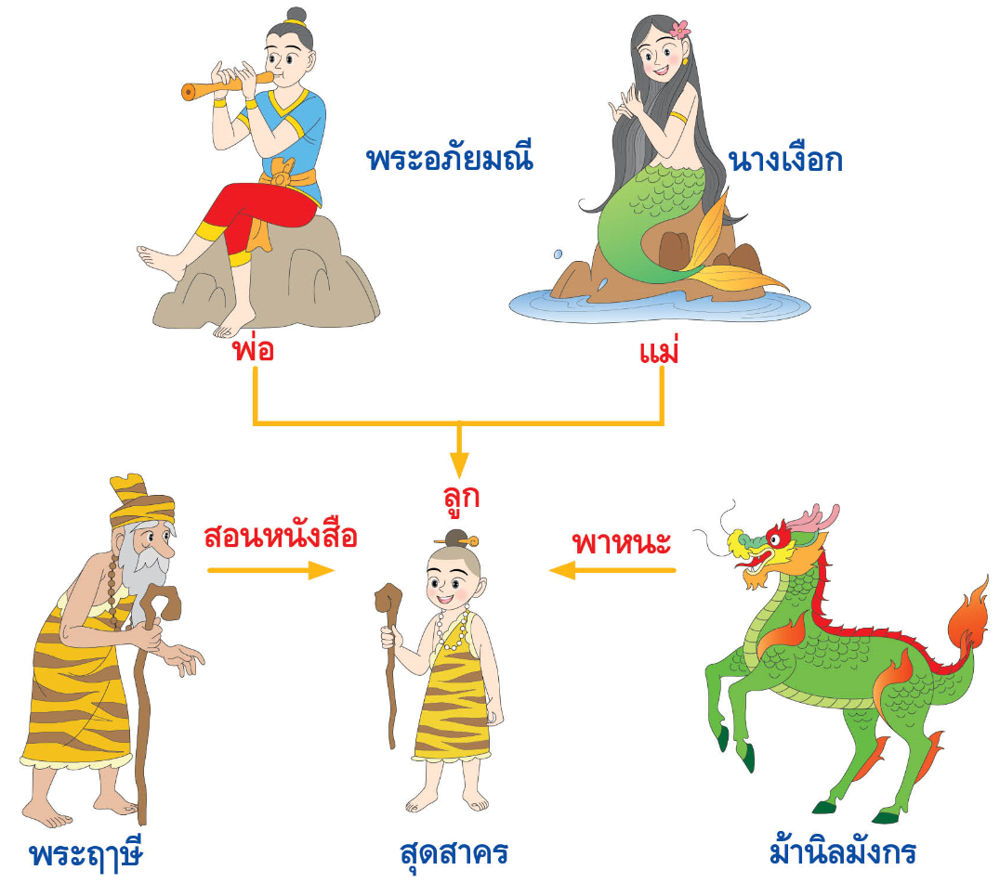 พระอภัยมณี
นางเงือก
พ่อ
แม่
ลูก
สอนหนังสือ
พาหนะ
พระฤๅษี
สุดสาคร
ม้านิลมังกร